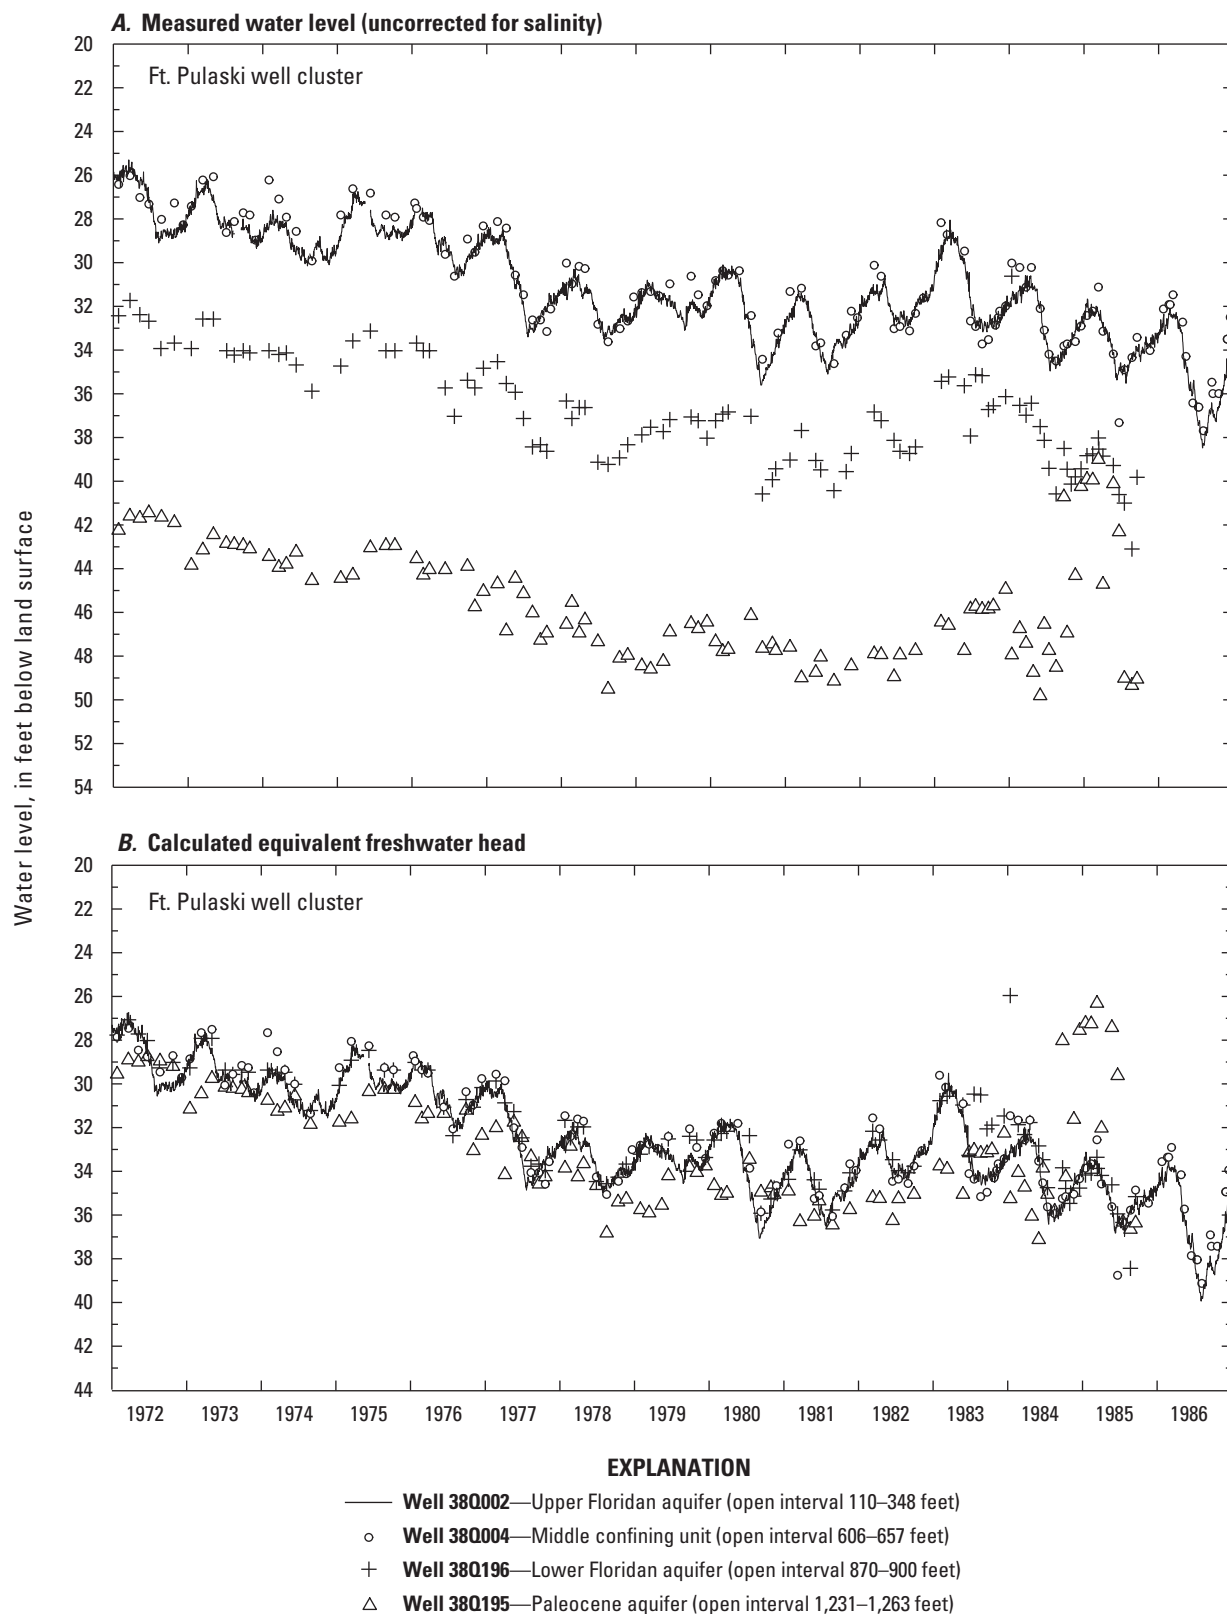 A. Measured water level (uncorrected for salinity)
20
Ft. Pulaski well cluster
22
24
26
28
30
32
34
36
38
40
42
44
46
48
50
52
54
Water level, in feet below land surface
B. Calculated equivalent freshwater head
20
Ft. Pulaski well cluster
22
24
26
28
30
32
34
36
38
40
42
44
1972 1973 1974 1975 1976 1977 1978 1979 1980 1981 1982 1983 1984 1985 1986
EXPLANATION
Well 38Q002—Upper Floridan aquifer (open interval 110–348 feet)
Well 38Q004—Middle confining unit (open interval 606–657 feet)
Well 38Q196—Lower Floridan aquifer (open interval 870–900 feet)
Well 38Q195—Paleocene aquifer (open interval 1,231–1,263 feet)